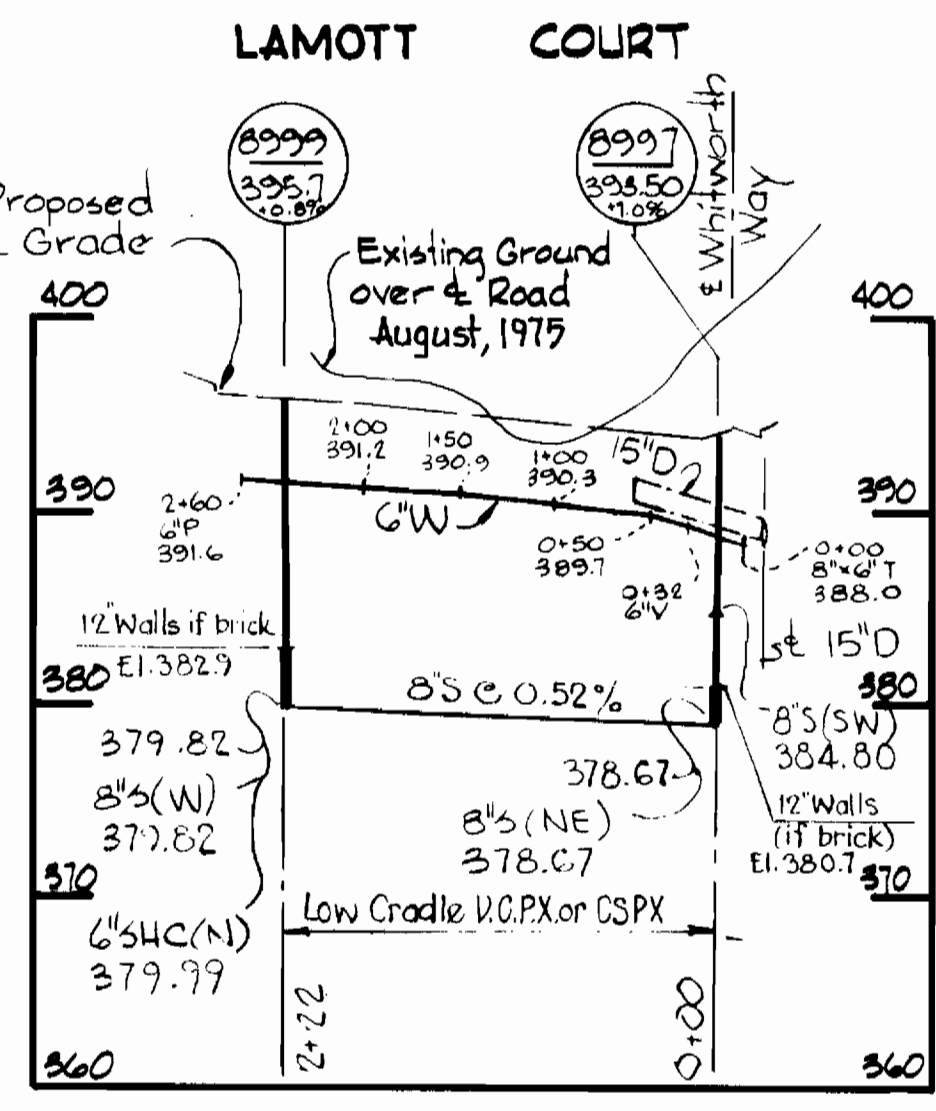 LAMOTT COURT
8999
395.7
+0.8%
8997
393.50
+1.0%
℄ Whitworth
Way
Proposed
Grade
Existing Ground
over ℄ Road
August, 1975
400
400
2+00
391.2
1+50
390.9
1+00
390.3
15"D
390
390
2+60
6"P
391.6
6"W
0+50
389.7
0+32
6"V
0+00
8"x6"T
388.0
12" Walls if brick
El. 382.9
℄ 15"D
380
380
8"S @ 0.52%
379.82
8"S(W)
379.82
8"S(SW)
384.80
378.67
8"S(NE)
378.67
12" Walls
(if brick)
El. 380.7
370
370
6"SHC(N)
379.99
Low Cradle V.C.P.X. or CSPX
2+22
0+00
360
360